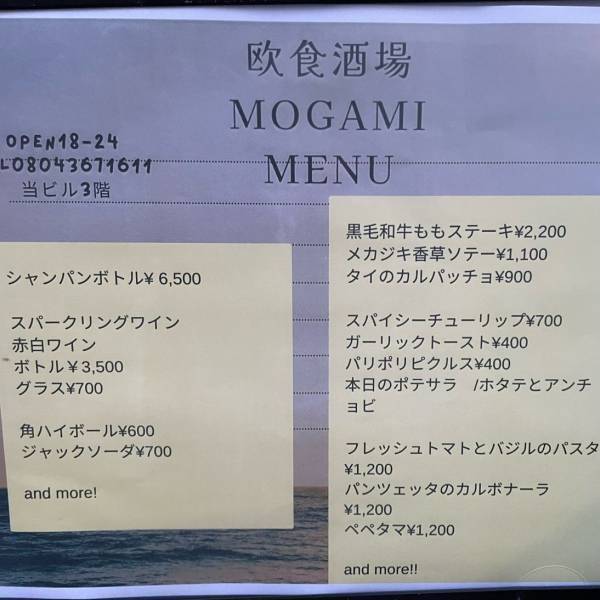 欧食酒場
MOGAMI
MENU
OPEN18-24
L08043671611
当ビル3階
シャンパンボトル¥ 6,500
スパークリングワイン
赤白ワイン
ボトル￥3,500
グラス¥700
角ハイボール¥600
ジャックソーダ¥700
and more!
黒毛和牛ももステーキ¥2,200
メカジキ香草ソテー¥1,100
タイのカルパッチョ¥900
スパイシーチューリップ¥700
ガーリックトースト¥400
パリポリピクルス¥400
本日のポテサラ　/ホタテとアンチ
ョビ
フレッシュトマトとバジルのパスタ
¥1,200
パンツェッタのカルボナーラ
¥1,200
ペペタマ¥1,200
and more!!